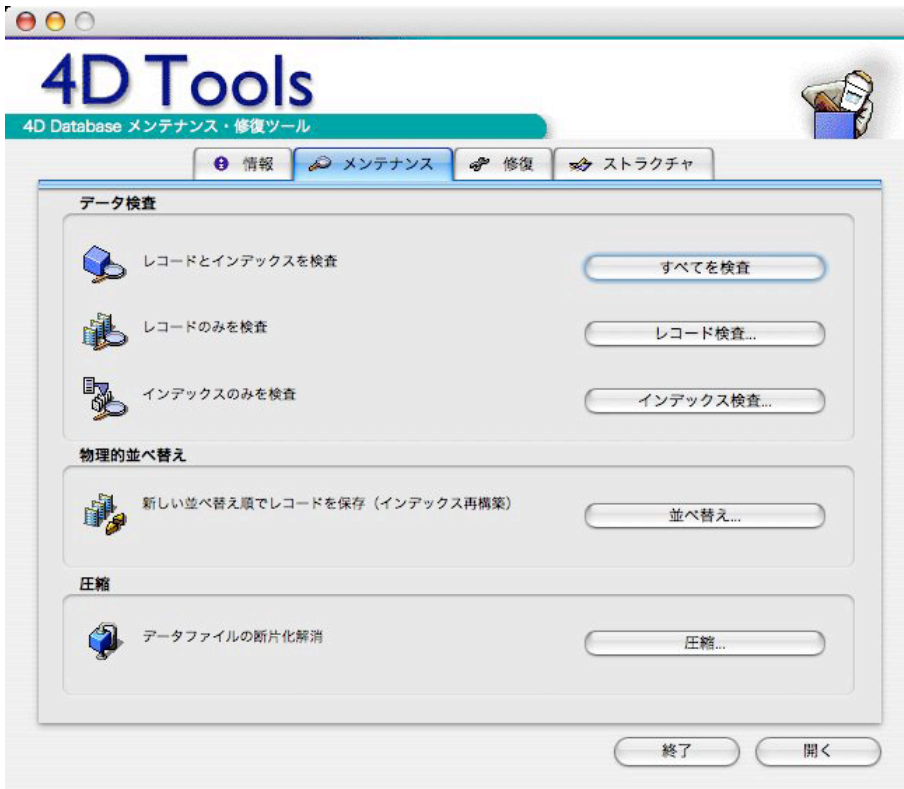 4D Tools
4D Database メンテナンス・修復ツール
情報 メンテナンス 修復 ストラクチャ
データ検査
レコードとインデックスを検査 すべてを検査
レコードのみを検査 レコード検査...
インデックスのみを検査 インデックス検査...
物理的並べ替え
新しい並べ替え順でレコードを保存（インデックス再構築） 並べ替え...
圧縮
データファイルの断片化解消 圧縮...
終了 開く